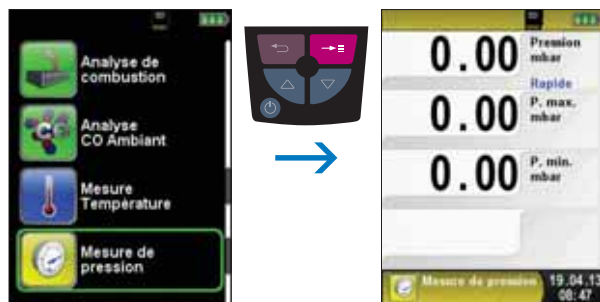 Analyse de
combustion
Analyse
CO Ambiant
Mesure
Température
Mesure de
pression
0.00 Pression
mbar
Rapide
0.00 P. max.
mbar
0.00 P. min.
mbar
Mesure de pression
19.04.13
08:47